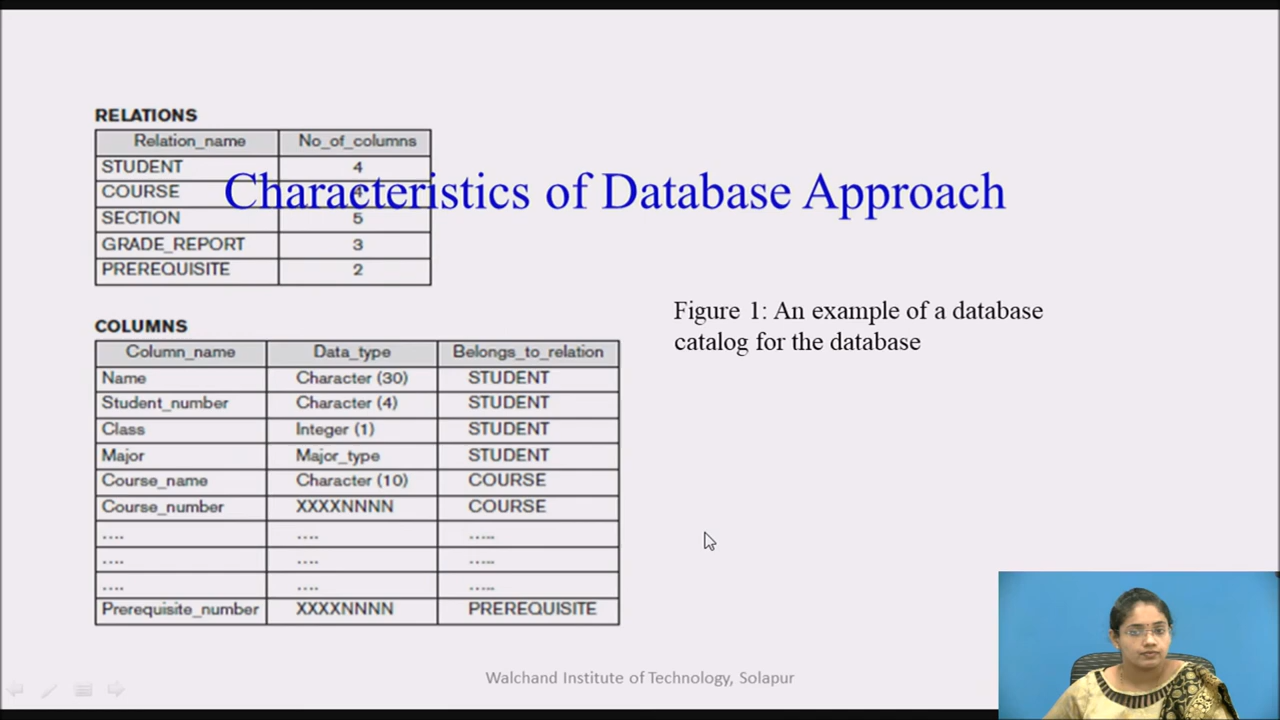 RELATIONS
Relation_name No_of_columns
STUDENT 4
COURSE 4
SECTION 5
GRADE_REPORT 3
PREREQUISITE 2
Characteristics of Database Approach
Figure 1: An example of a database
catalog for the database
COLUMNS
Column_name Data_type Belongs_to_relation
Name Character (30) STUDENT
Student_number Character (4) STUDENT
Class Integer (1) STUDENT
Major Major_type STUDENT
Course_name Character (10) COURSE
Course_number XXXXNNNN COURSE
.... .... .....
.... .... .....
.... .... .....
Prerequisite_number XXXXNNNN PREREQUISITE
Walchand Institute of Technology, Solapur